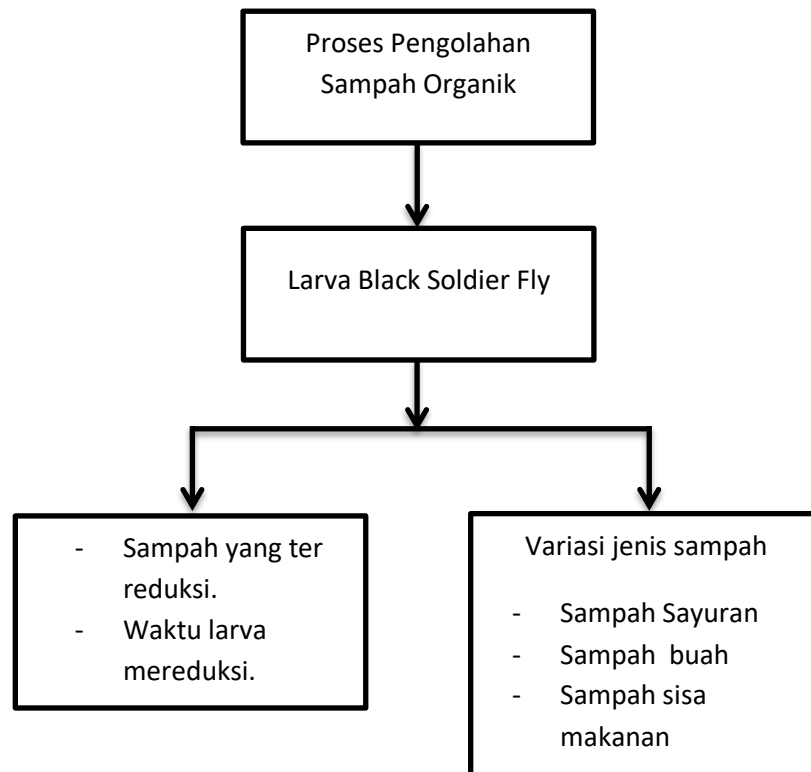 Proses Pengolahan
Sampah Organik
Larva Black Soldier Fly
- Sampah yang ter
reduksi.
- Waktu larva
mereduksi.
Variasi jenis sampah
- Sampah Sayuran
- Sampah buah
- Sampah sisa
makanan